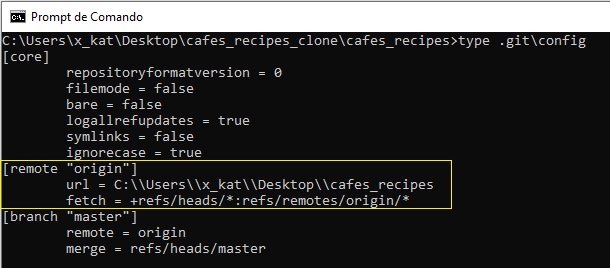 Prompt de Comando
C:\Users\x_kat\Desktop\cafes_recipes_clone\cafes_recipes>type .git\config
[core]
repositoryformatversion = 0
filemode = false
bare = false
logallrefupdates = true
symlinks = false
ignorecase = true
[remote "origin"]
url = C:\\Users\\x_kat\\Desktop\\cafes_recipes
fetch = +refs/heads/*:refs/remotes/origin/*
[branch "master"]
remote = origin
merge = refs/heads/master